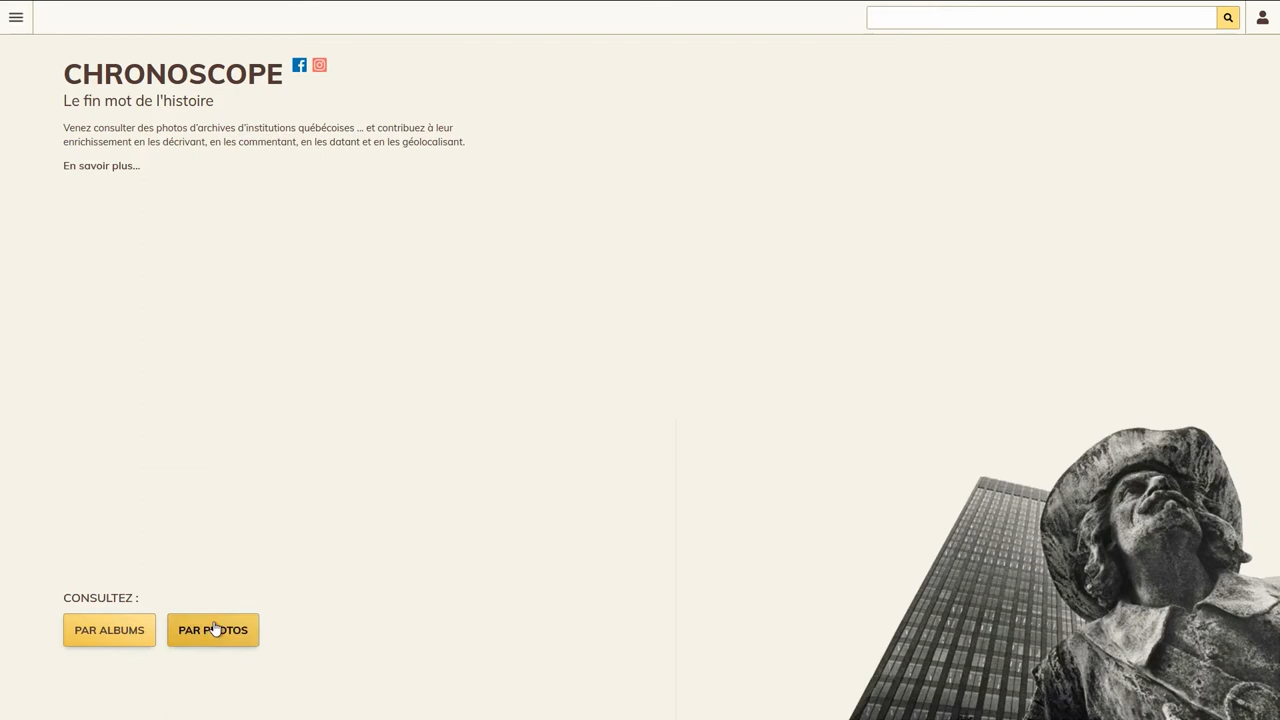 CHRONOSCOPE
Le fin mot de l'histoire
Venez consulter des photos d'archives d'institutions québécoises ... et contribuez à leur
enrichissement en les décrivant, en les commentant, en les datant et en les géolocalisant.
En savoir plus...
CONSULTEZ :
PAR ALBUMS
PAR PHOTOS